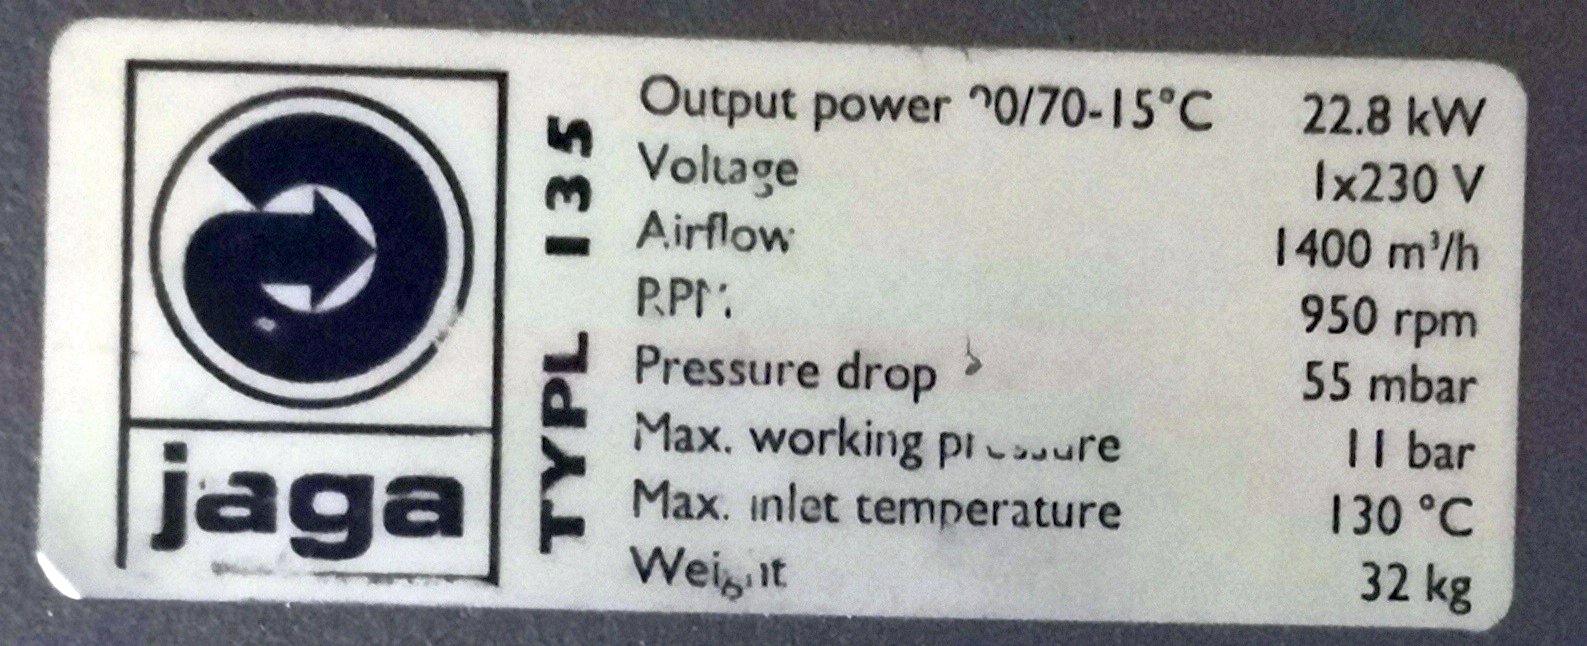 jaga
TYPE 135
Output power 90/70-15°C 22.8 kW
Voltage 1x230 V
Airflow 1400 m³/h
RPM 950 rpm
Pressure drop 55 mbar
Max. working pressure 11 bar
Max. inlet temperature 130 °C
Weight 32 kg